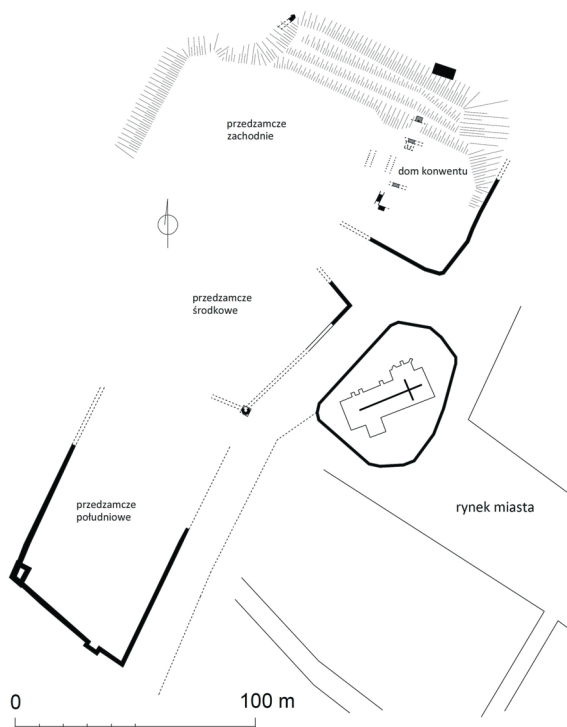 przedzamcze
zachodnie
dom konwentu
przedzamcze
środkowe
przedzamcze
południowe
rynek miasta
0
100 m